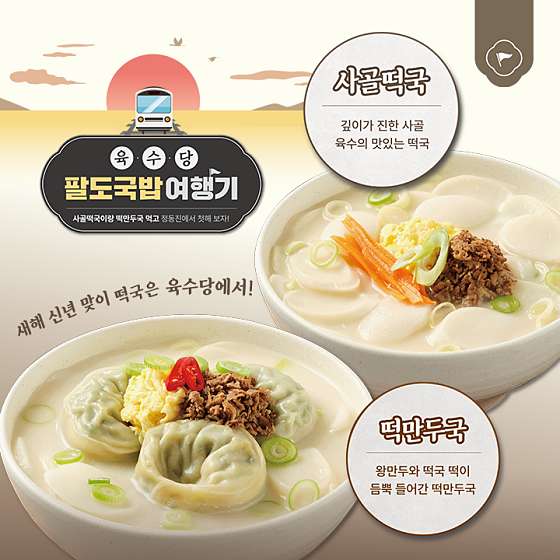 사골떡국
깊이가 진한 사골
육수의 맛있는 떡국
육·수·당
팔도국밥 여행기
사골떡국이랑 떡만두국 먹고 정동진에서 첫해 보자!
새해 신년 맞이 떡국은 육수당에서!
떡만두국
왕만두와 떡국 떡이
듬뿍 들어간 떡만두국